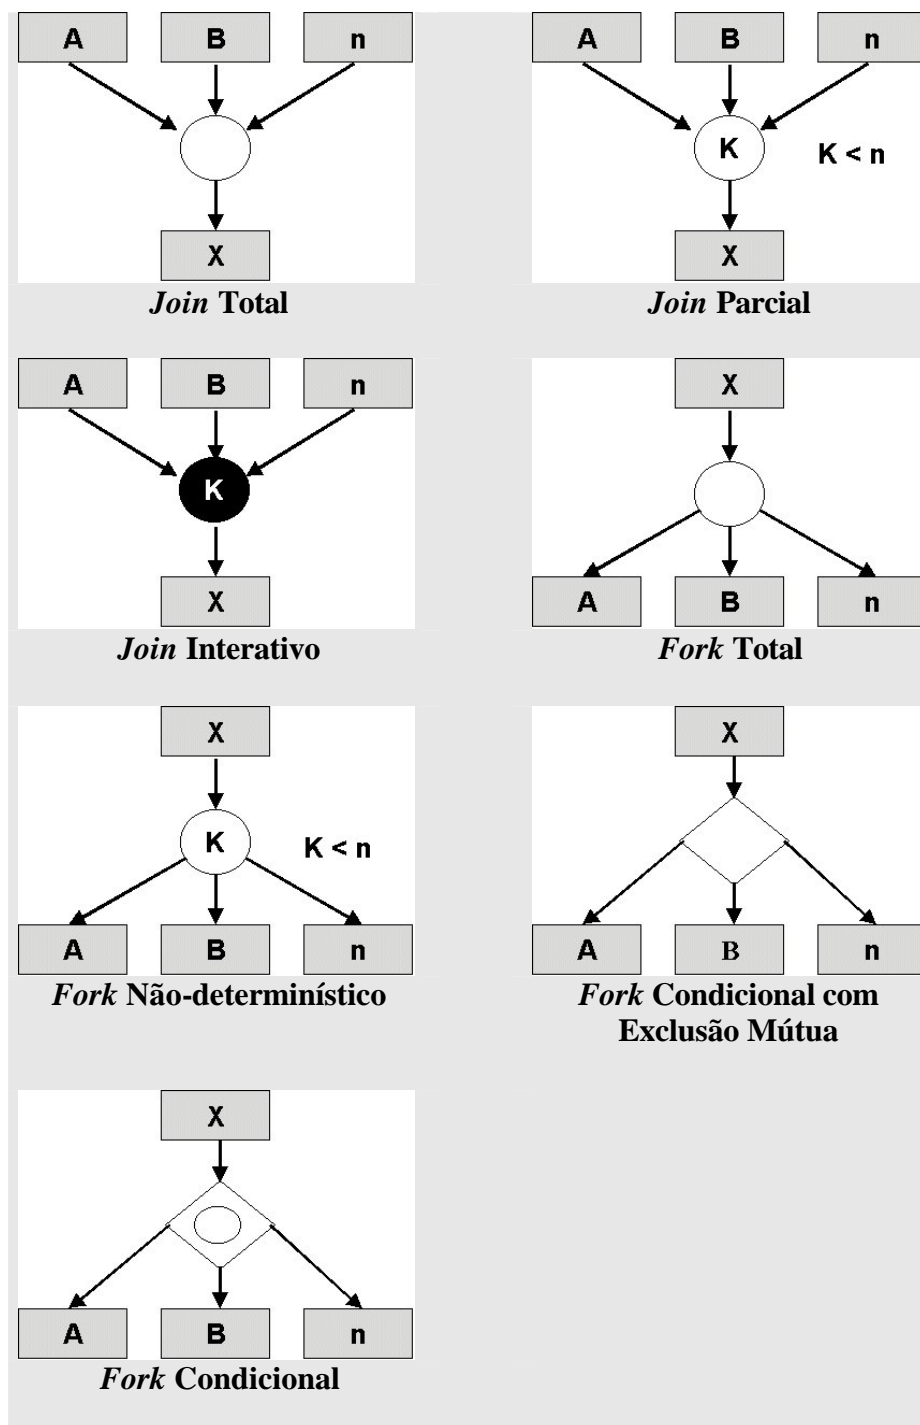 A B n
X
Join Total
A B n
K K < n
X
Join Parcial
A B n
K
X
Join Interativo
X
A B n
Fork Total
X
K K < n
A B n
Fork Não-determinístico
X
A B n
Fork Condicional com
Exclusão Mútua
X
A B n
Fork Condicional